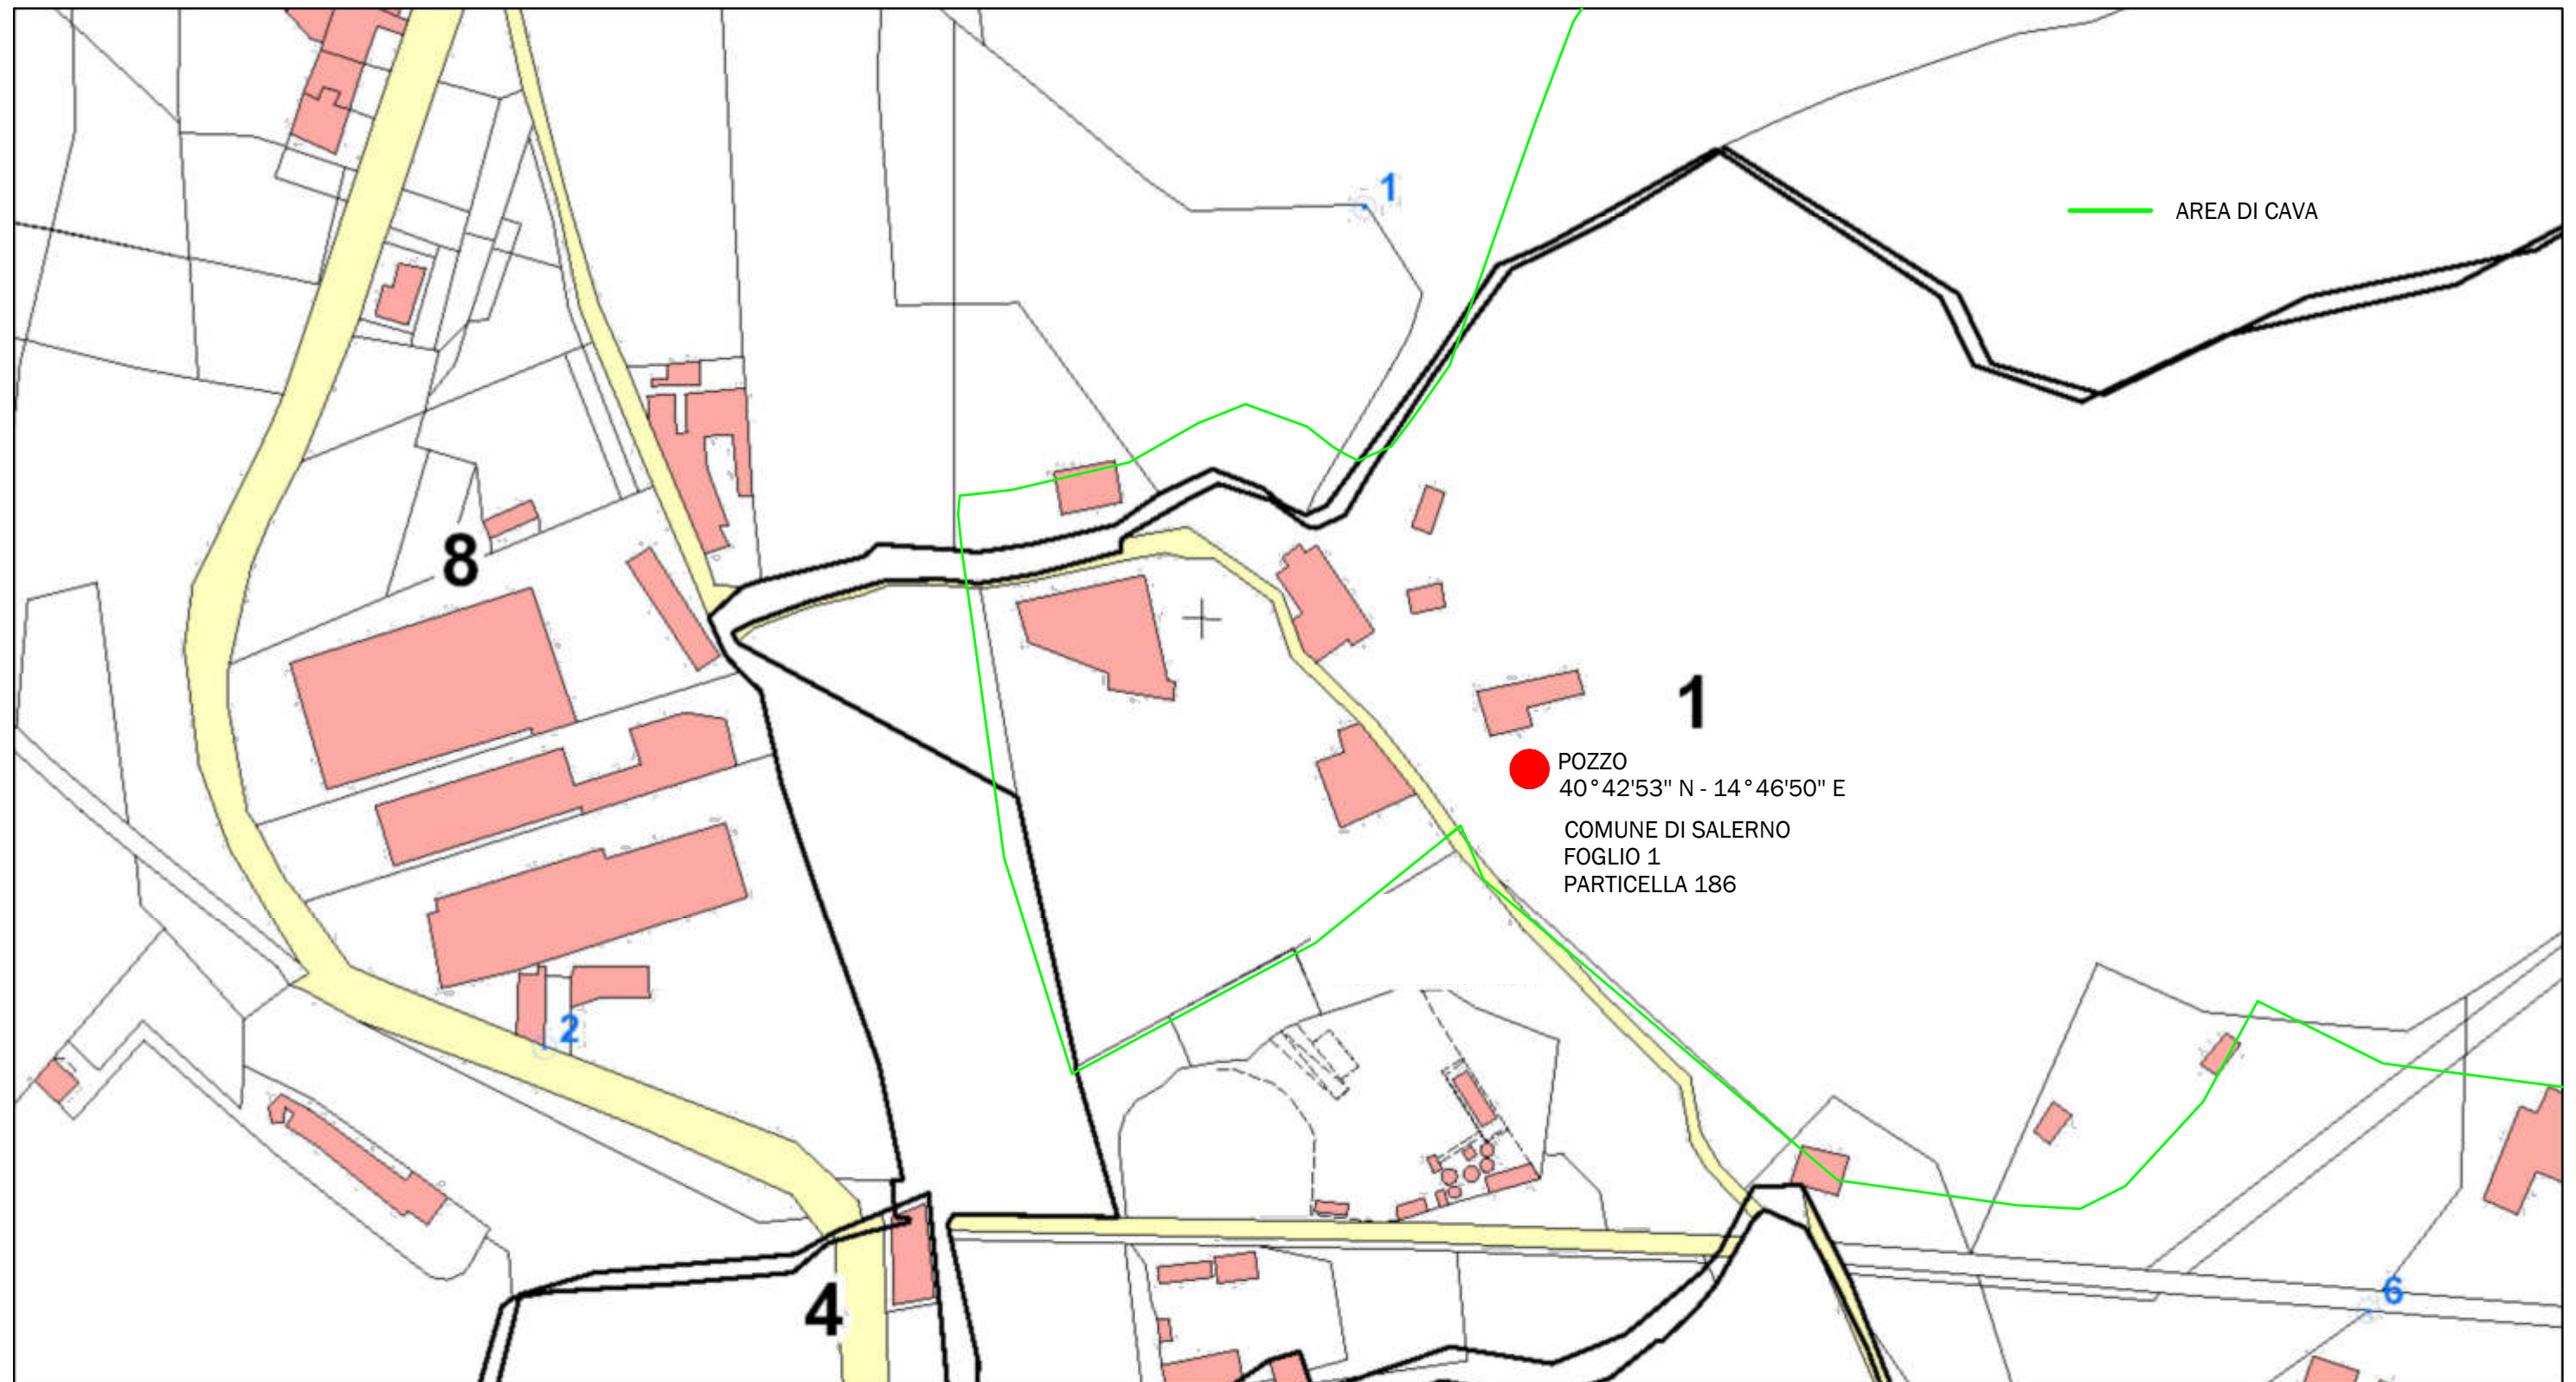 1
AREA DI CAVA
8
1
POZZO
40°42'53" N - 14°46'50" E
COMUNE DI SALERNO
FOGLIO 1
PARTICELLA 186
2
6
4